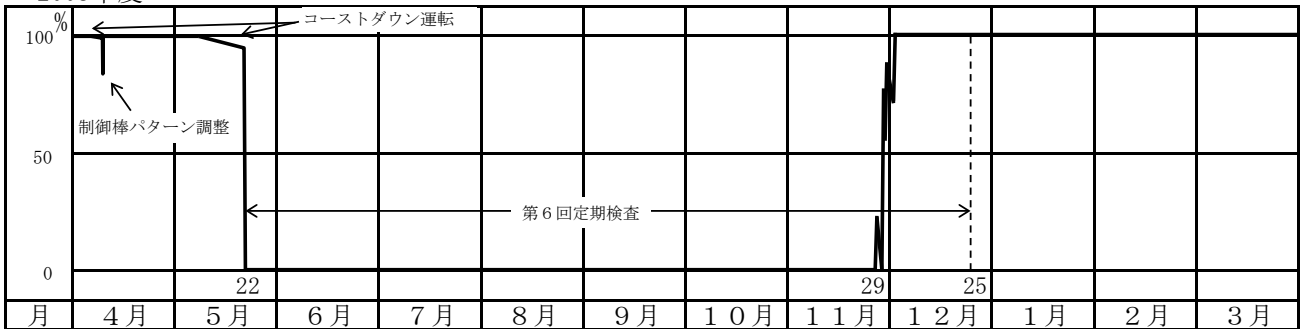 %
コーストダウン運転
100
制御棒パターン調整
50
第6回定期検査
0
22
29
25
月 4月 5月 6月 7月 8月 9月 10月 11月 12月 1月 2月 3月